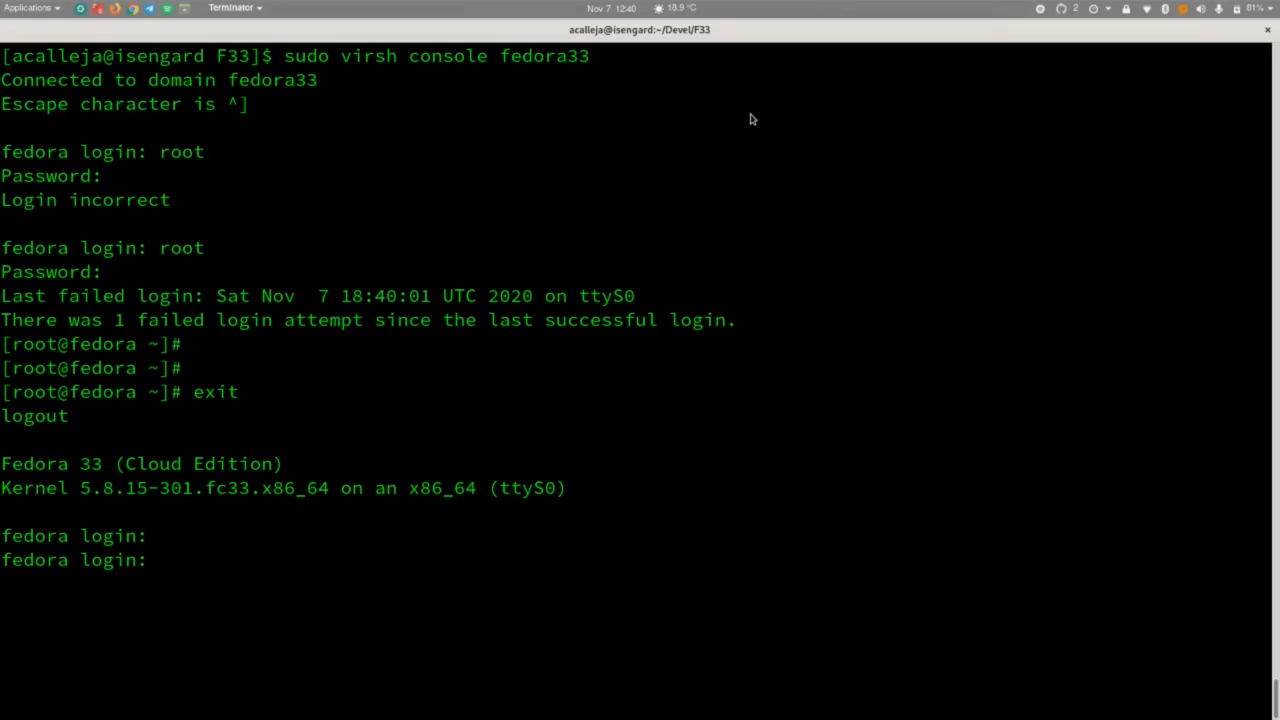 Applications
Terminator
Nov 7 12:40
18.9 °C
2
81%
acalleja@isengard:~/Devel/F33
[acalleja@isengard F33]$ sudo virsh console fedora33
Connected to domain fedora33
Escape character is ^]
fedora login: root
Password:
Login incorrect
fedora login: root
Password:
Last failed login: Sat Nov  7 18:40:01 UTC 2020 on ttyS0
There was 1 failed login attempt since the last successful login.
[root@fedora ~]#
[root@fedora ~]#
[root@fedora ~]# exit
logout
Fedora 33 (Cloud Edition)
Kernel 5.8.15-301.fc33.x86_64 on an x86_64 (ttyS0)
fedora login:
fedora login: